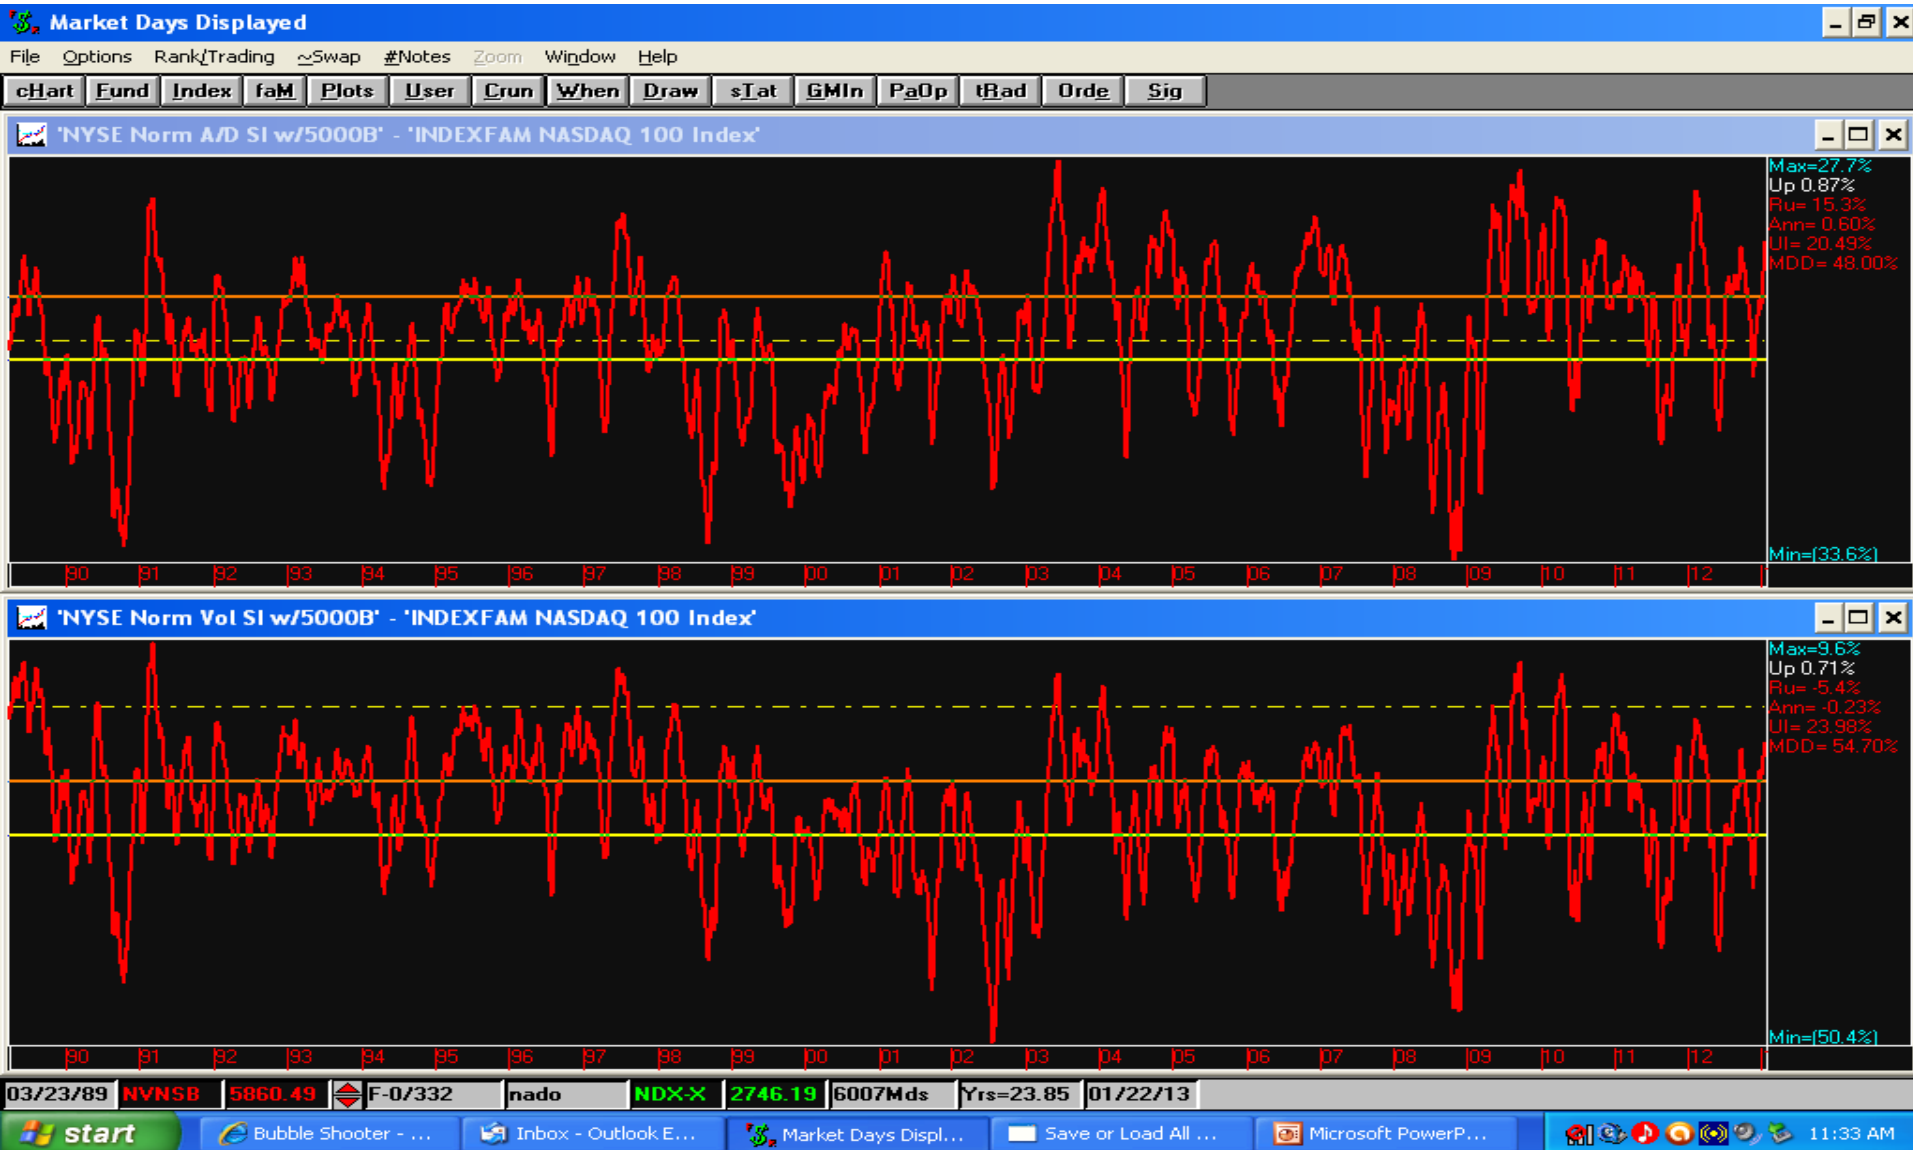 Market Days Displayed
File Options Rank/Trading ~Swap #Notes Zoom Window Help
cHart Fund Index faM Plots User Crun When Draw sTat GMIn PaOp tRad Orde Sig
'NYSE Norm A/D SI w/5000B' - 'INDEXFAM NASDAQ 100 Index'
Max=27.7%
Up 0.87%
Ru= 15.3%
Ann= 0.60%
UI= 20.49%
MDD= 48.00%
Min=(33.6%)
90 91 92 93 94 95 96 97 98 99 00 01 02 03 04 05 06 07 08 09 10 11 12
'NYSE Norm Vol SI w/5000B' - 'INDEXFAM NASDAQ 100 Index'
Max=9.6%
Up 0.71%
Ru= -5.4%
Ann= -0.23%
UI= 23.98%
MDD= 54.70%
Min=(50.4%)
90 91 92 93 94 95 96 97 98 99 00 01 02 03 04 05 06 07 08 09 10 11 12
03/23/89 NVNSB 5860.49 F-0/332 nado NDX-X 2746.19 6007Mds Yrs=23.85 01/22/13
start Bubble Shooter - ... Inbox - Outlook E... Market Days Displ... Save or Load All ... Microsoft PowerP... 11:33 AM